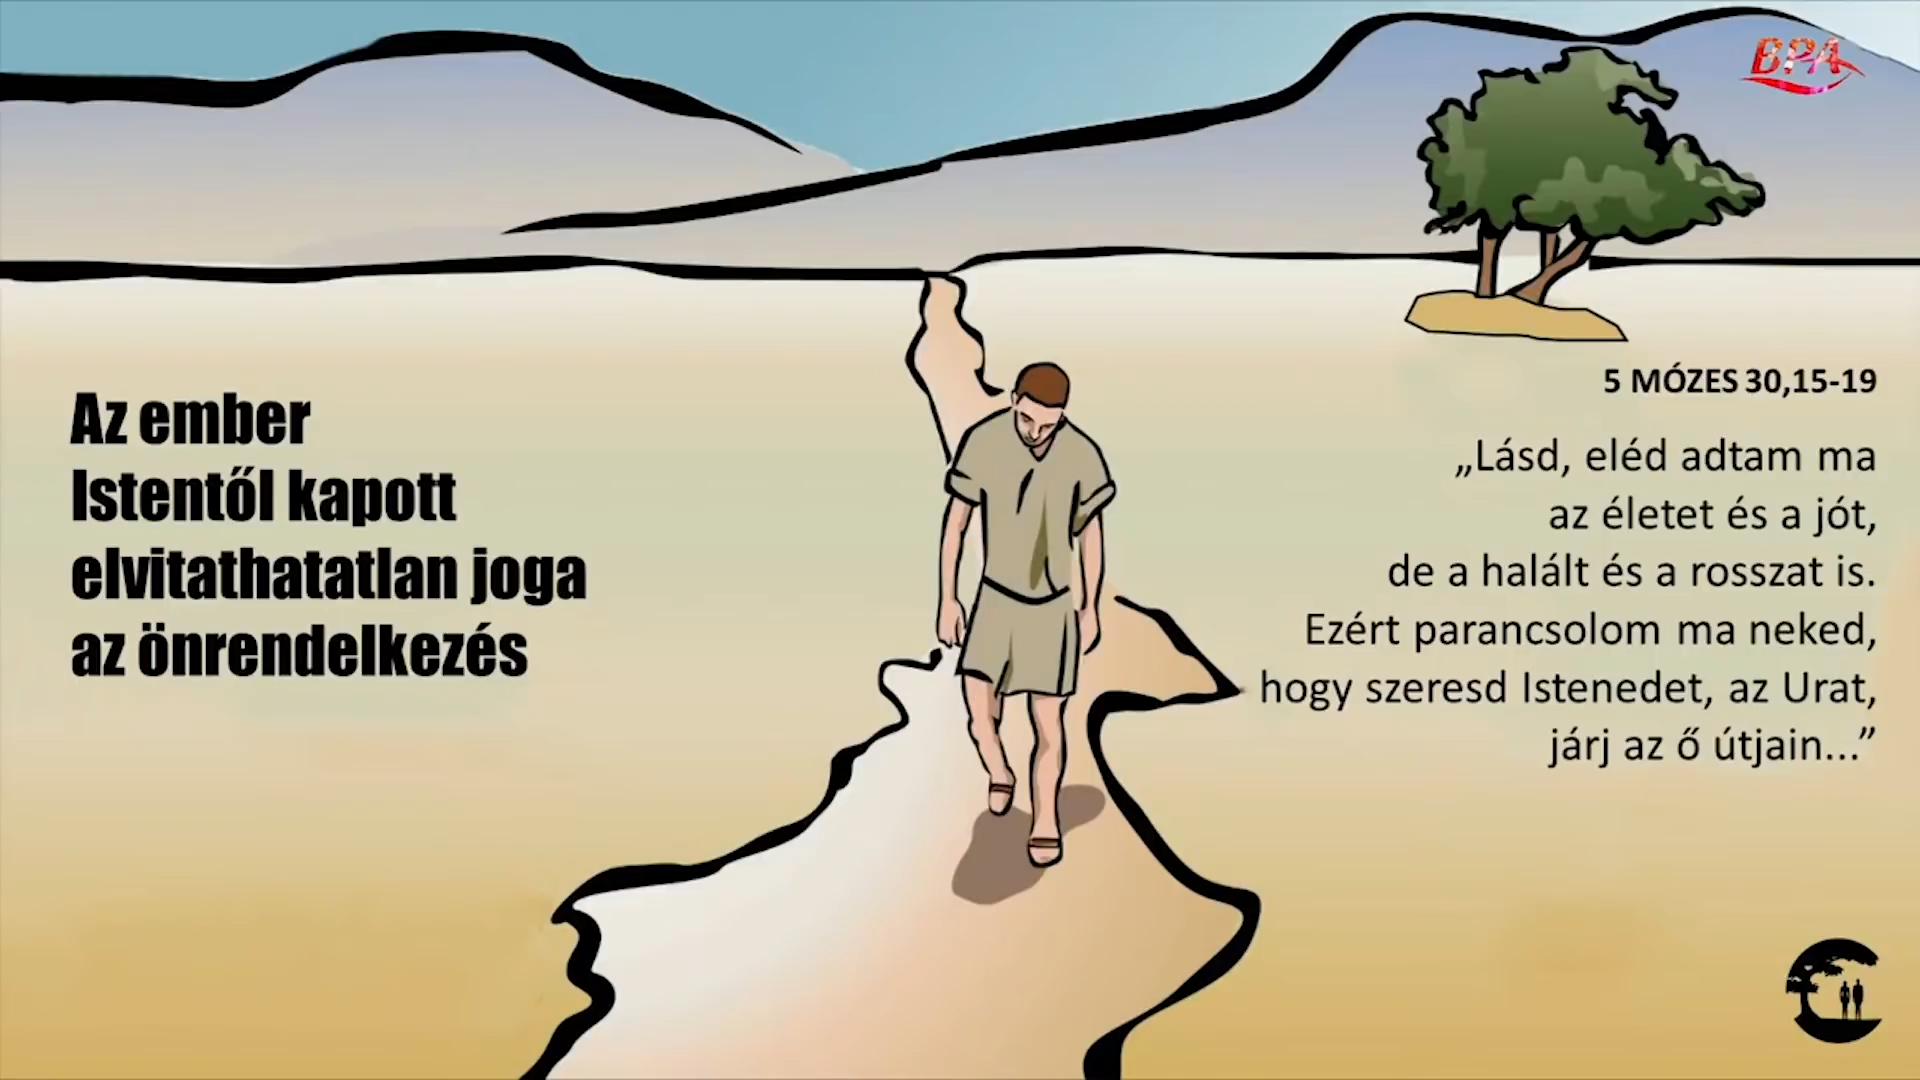 BPA
Az ember
Istentől kapott
elvitathatatlan joga
az önrendelkezés
5 MÓZES 30,15-19
„Lásd, eléd adtam ma
az életet és a jót,
de a halált és a rosszat is.
Ezért parancsolom ma neked,
hogy szeresd Istenedet, az Urat,
járj az ő útjain...”